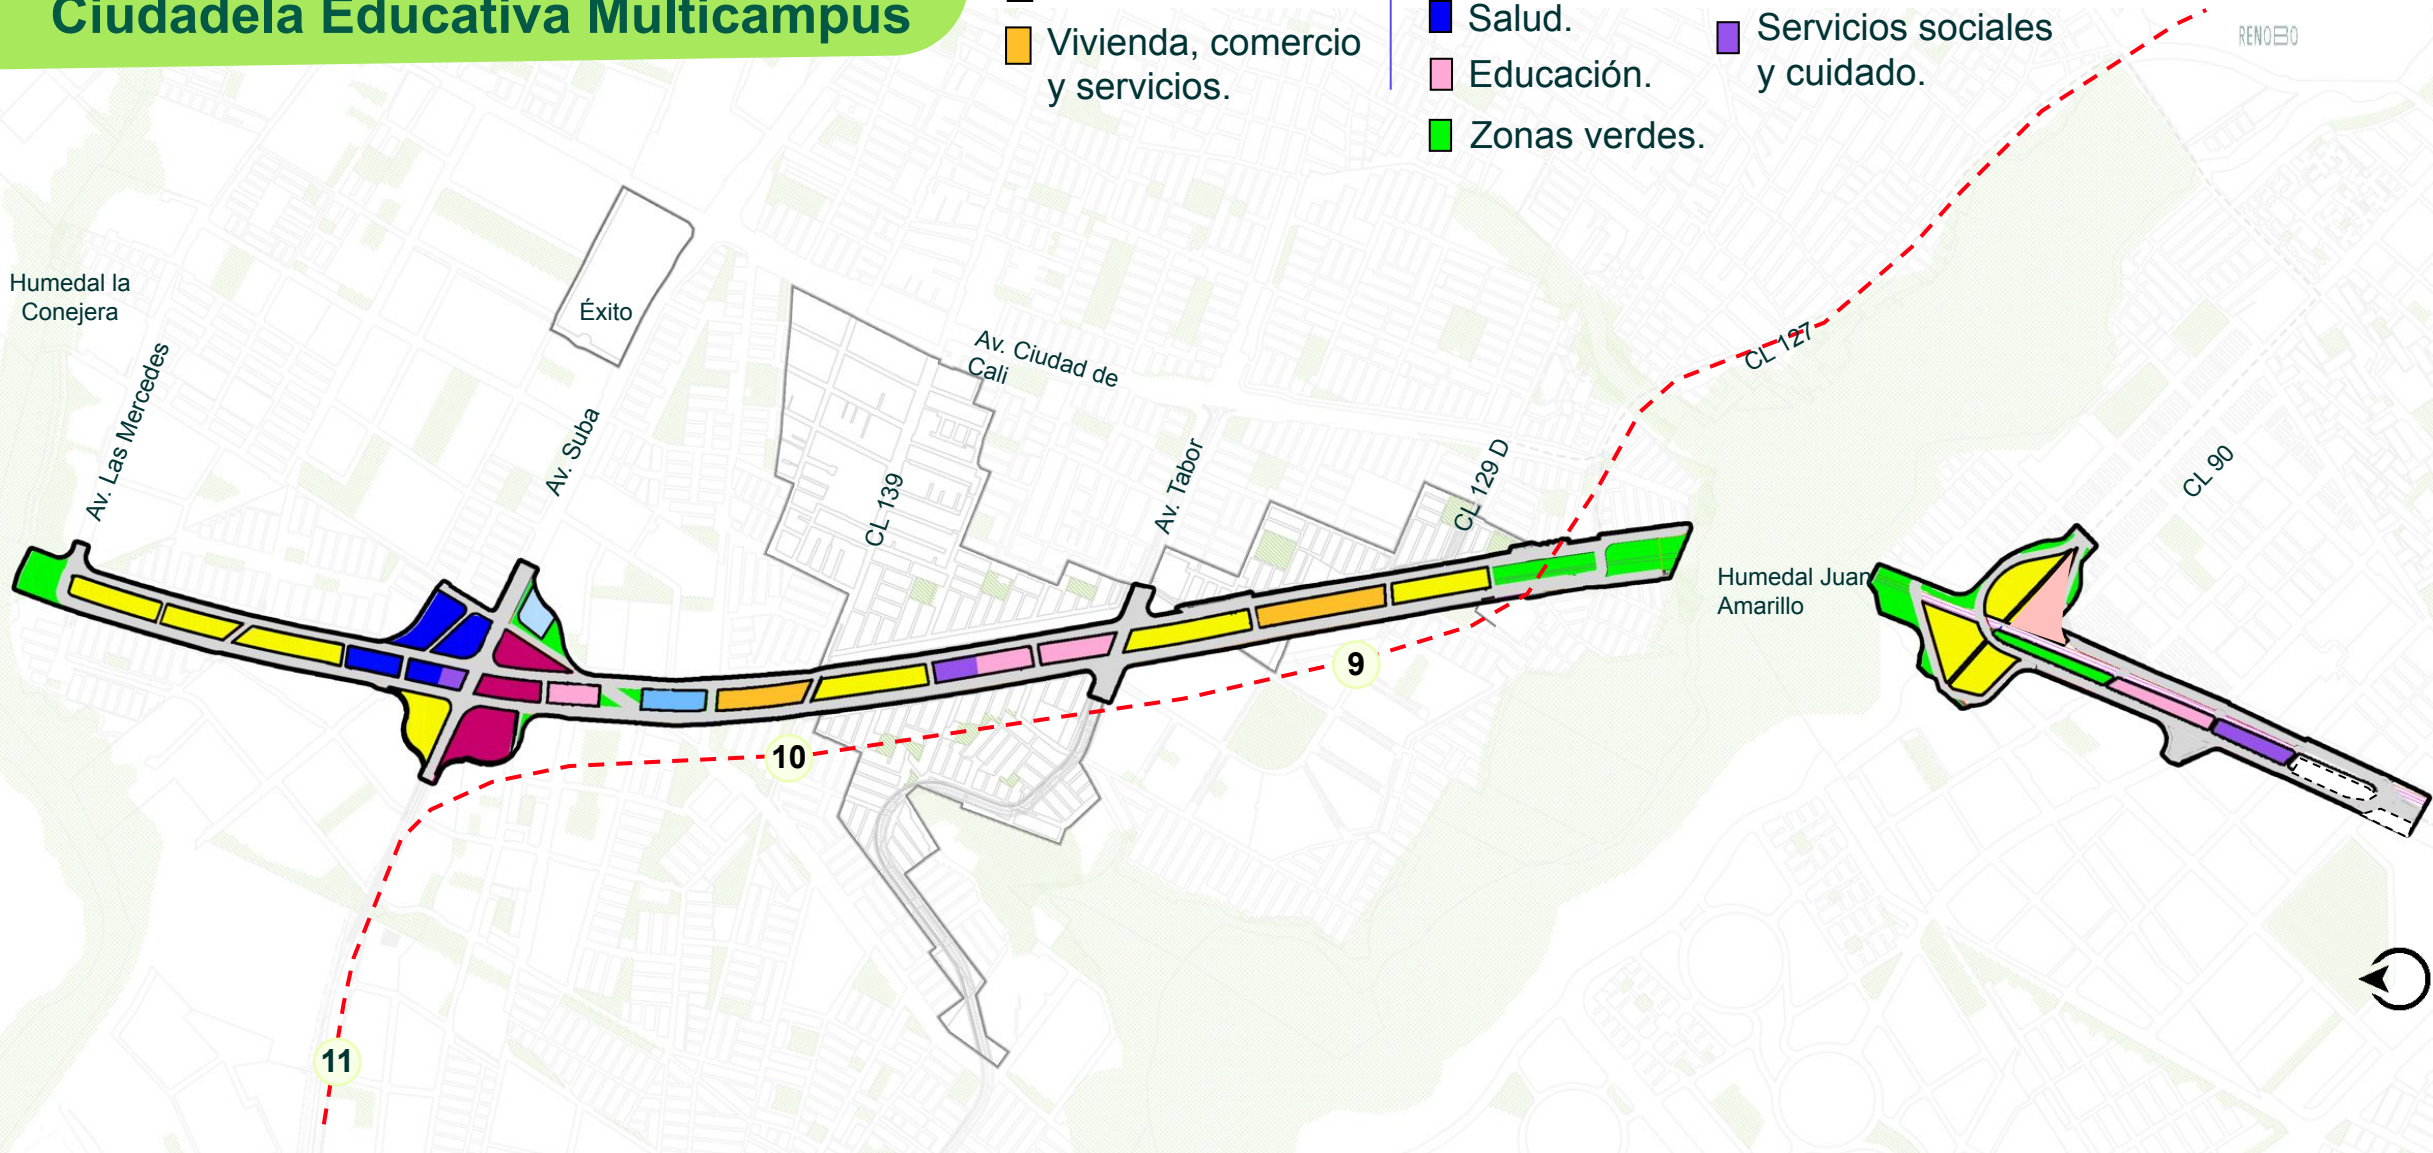 Ciudadela Educativa Multicampus
Vivienda, comercio
y servicios.
Salud.
Educación.
Zonas verdes.
Servicios sociales
y cuidado.
RENOBO
Humedal la
Conejera
Av. Las Mercedes
Éxito
Av. Suba
CL 139
Av. Ciudad de
Cali
Av. Tabor
CL 129 D
CL 127
CL 90
Humedal Juan
Amarillo
9
10
11